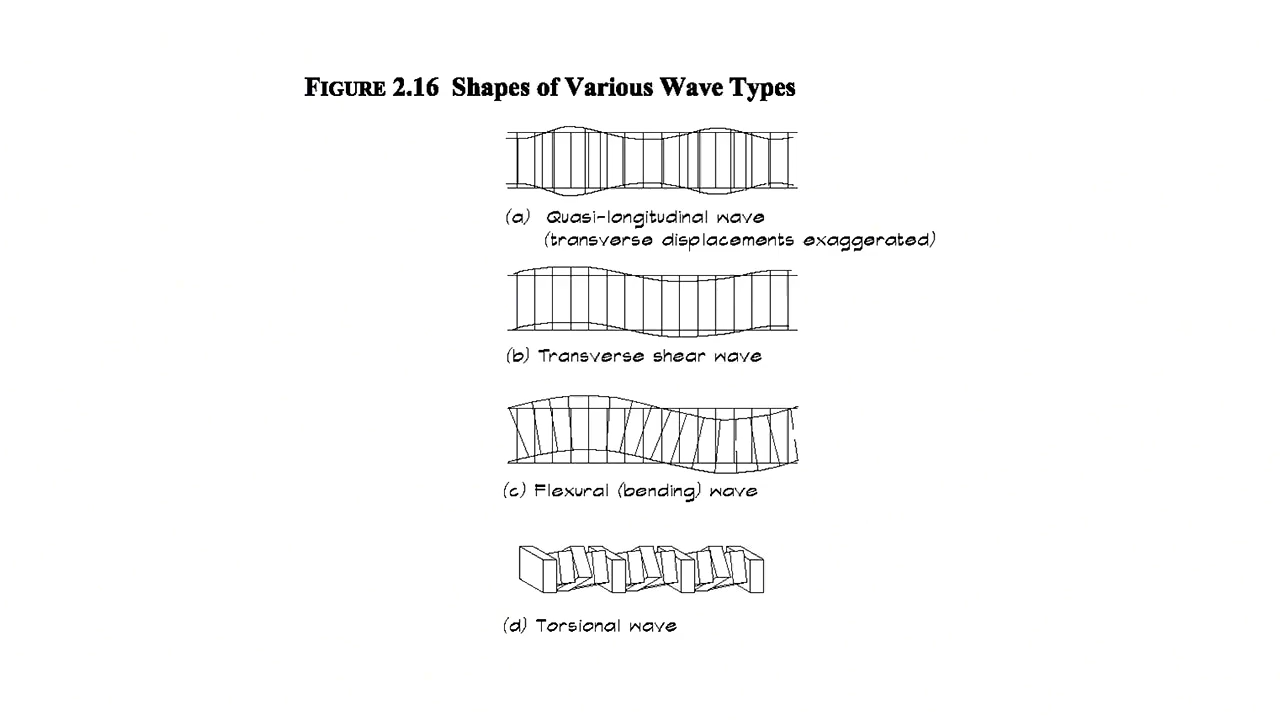 FIGURE 2.16 Shapes of Various Wave Types
(a) Quasi-longitudinal wave
(transverse displacements exaggerated)
(b) Transverse shear wave
(c) Flexural (bending) wave
(d) Torsional wave